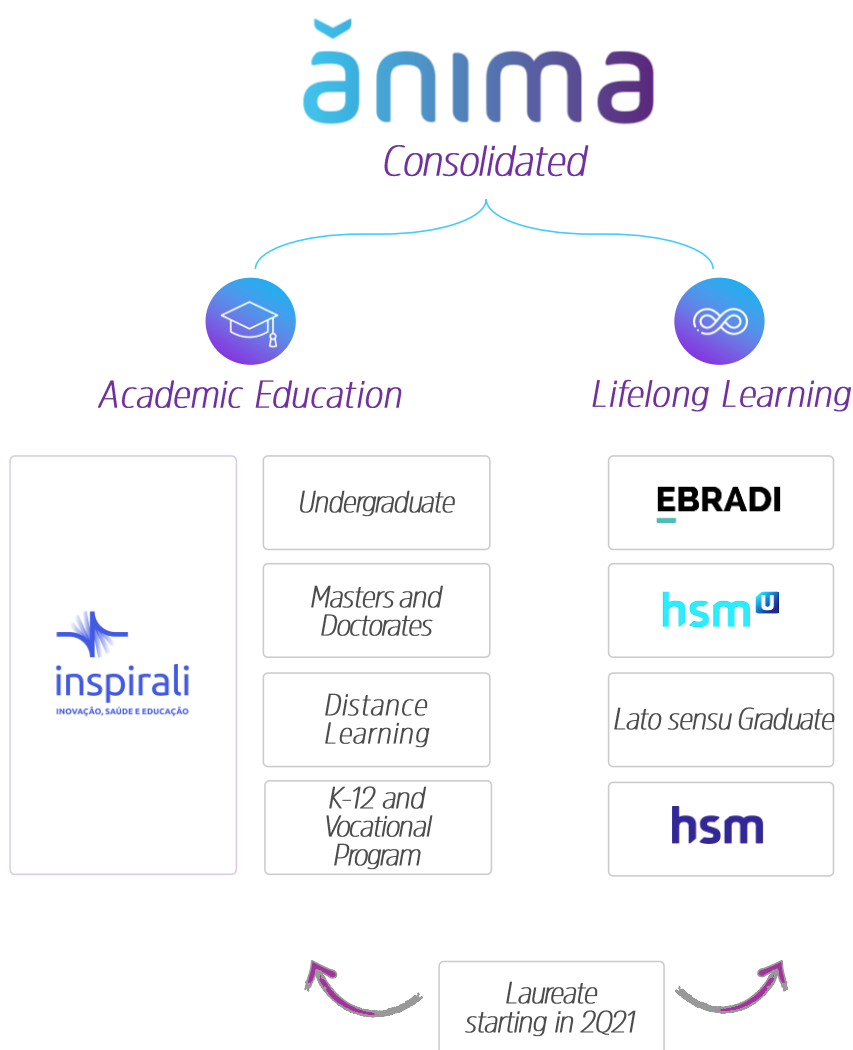 ănıma
Consolidated
Academic Education
Lifelong Learning
inspirali
INOVAÇÃO, SAÚDE E EDUCAÇÃO
Undergraduate
Masters and
Doctorates
Distance
Learning
K-12 and
Vocational
Program
EBRADI
hsm U
Lato sensu Graduate
hsm
Laureate
starting in 2Q21